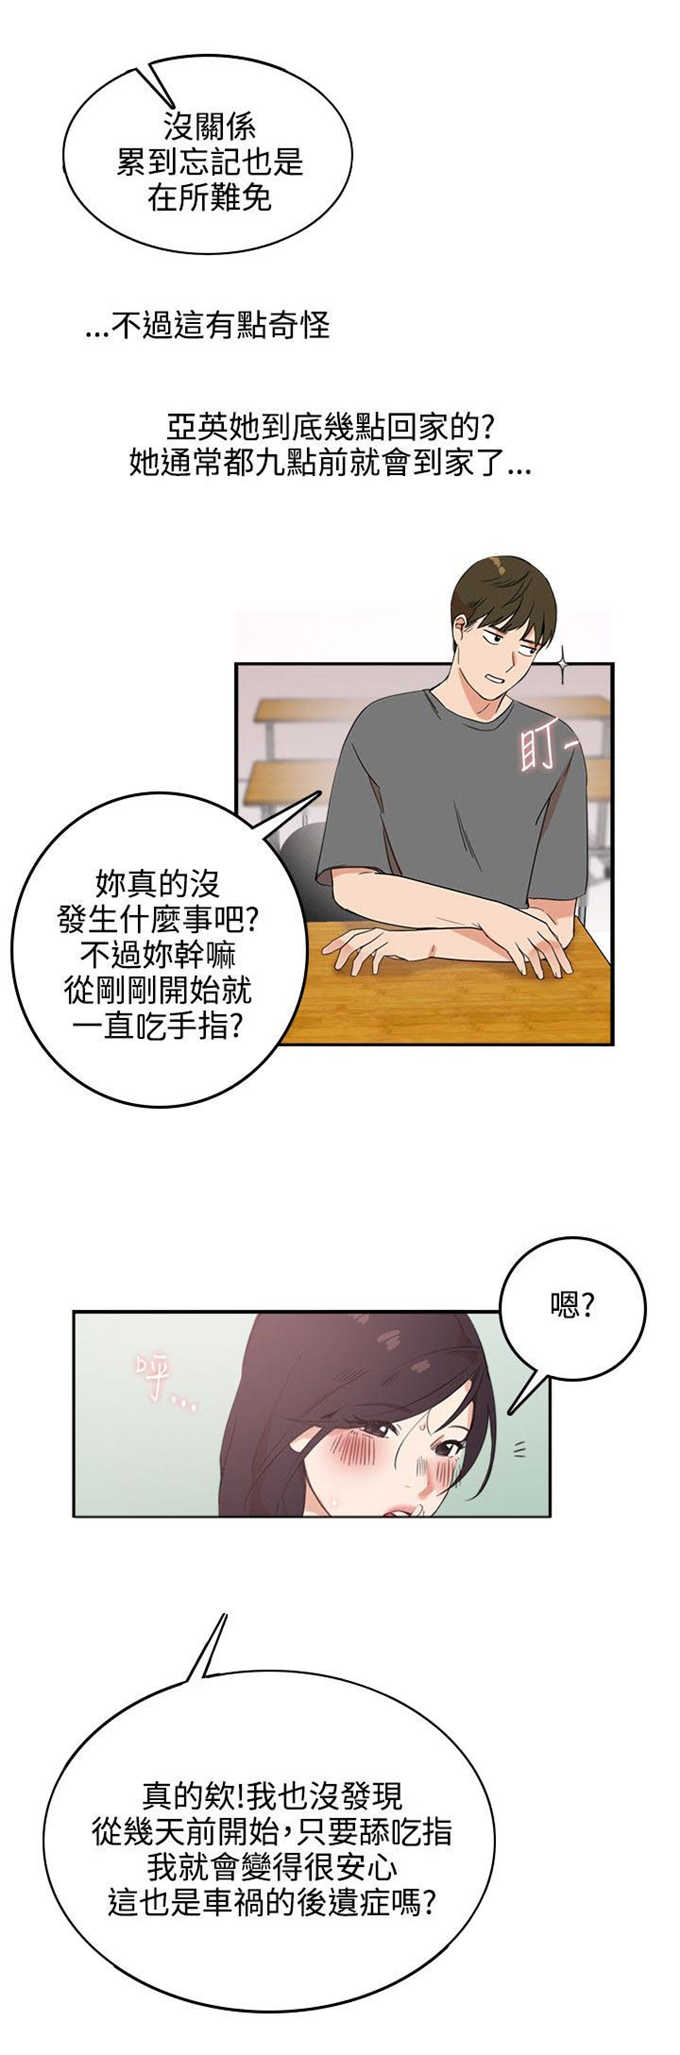 沒關係
累到忘記也是
在所難免
...不過這有點奇怪
亞英她到底幾點回家的?
她通常都九點前就會到家了...
盯-
妳真的沒
發生什麼事吧?
不過妳幹嘛
從剛剛開始就
一直吃手指?
嗯?
呼...
真的欸!我也沒發現
從幾天前開始,只要舔吃指
我就會變得很安心
這也是車禍的後遺症嗎?